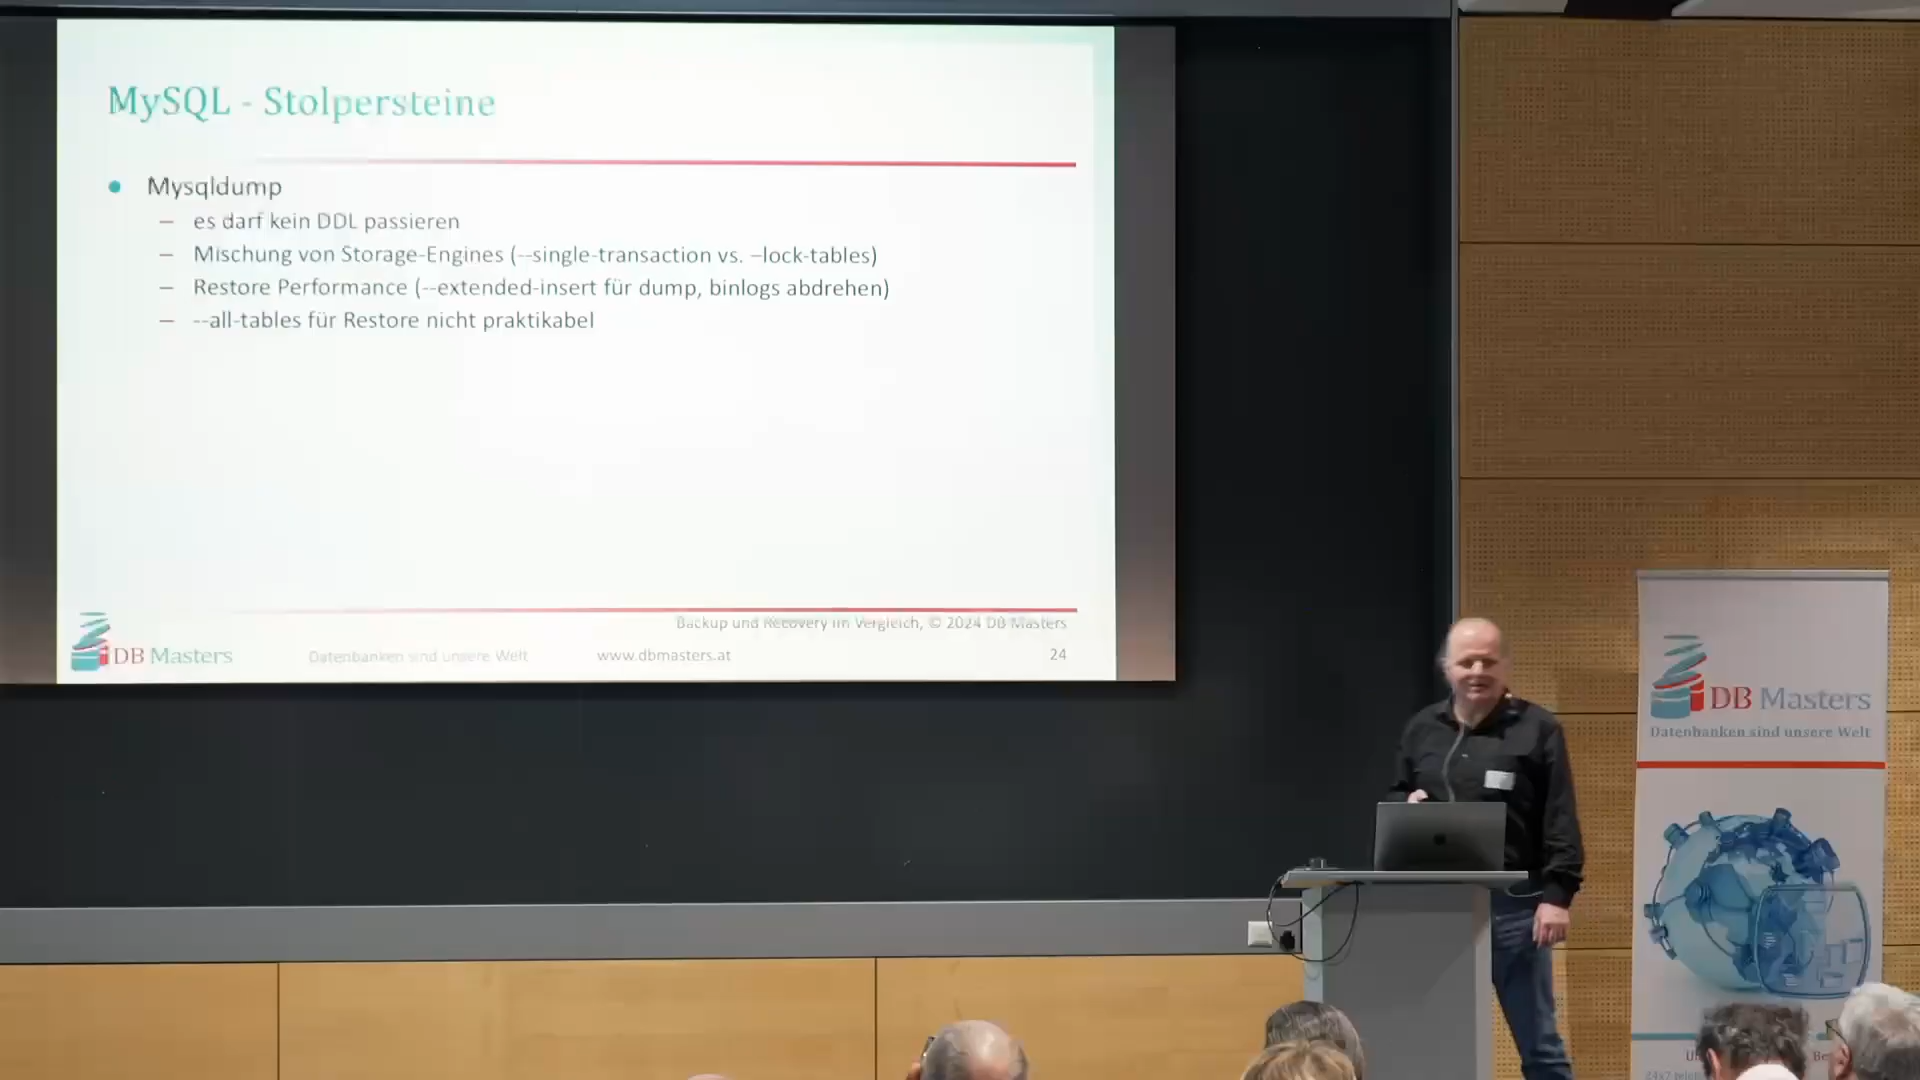 MySQL - Stolpersteine
Mysqldump
– es darf kein DDL passieren
– Mischung von Storage-Engines (--single-transaction vs. –lock-tables)
– Restore Performance (--extended-insert für dump, binlogs abdrehen)
– --all-tables für Restore nicht praktikabel
Backup und Recovery im Vergleich, © 2024 DB Masters
DB Masters
Datenbanken sind unsere Welt
www.dbmasters.at
24
DB Masters
Datenbanken sind unsere Welt